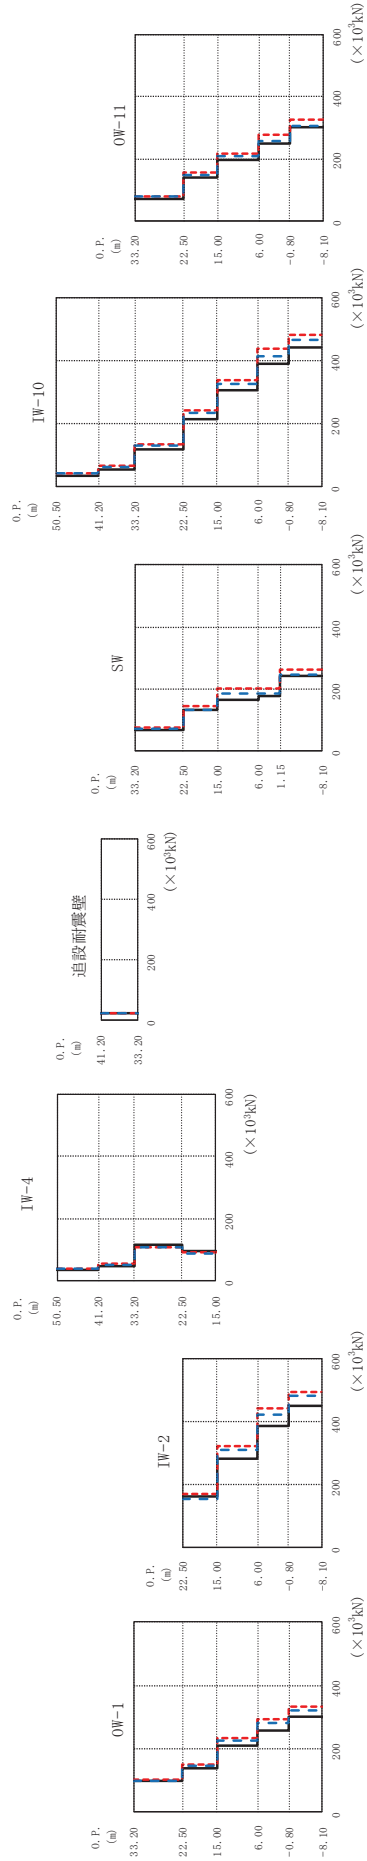 OW-1
O.P.
(m)
33.20
22.50
15.00
6.00
-0.80
-8.10
0
200
400
600
(×10³kN)
IW-2
O.P.
(m)
22.50
15.00
6.00
-0.80
-8.10
0
200
400
600
(×10³kN)
IW-4
O.P.
(m)
50.50
41.20
33.20
22.50
15.00
0
200
400
600
(×10³kN)
追設耐震壁
O.P.
(m)
41.20
33.20
0
200
400
600
(×10³kN)
SW
O.P.
(m)
33.20
22.50
15.00
6.00
1.15
-8.10
0
200
400
600
(×10³kN)
IW-10
O.P.
(m)
50.50
41.20
33.20
22.50
15.00
6.00
-0.80
-8.10
0
200
400
600
(×10³kN)
OW-11
O.P.
(m)
33.20
22.50
15.00
6.00
-0.80
-8.10
0
200
400
600
(×10³kN)